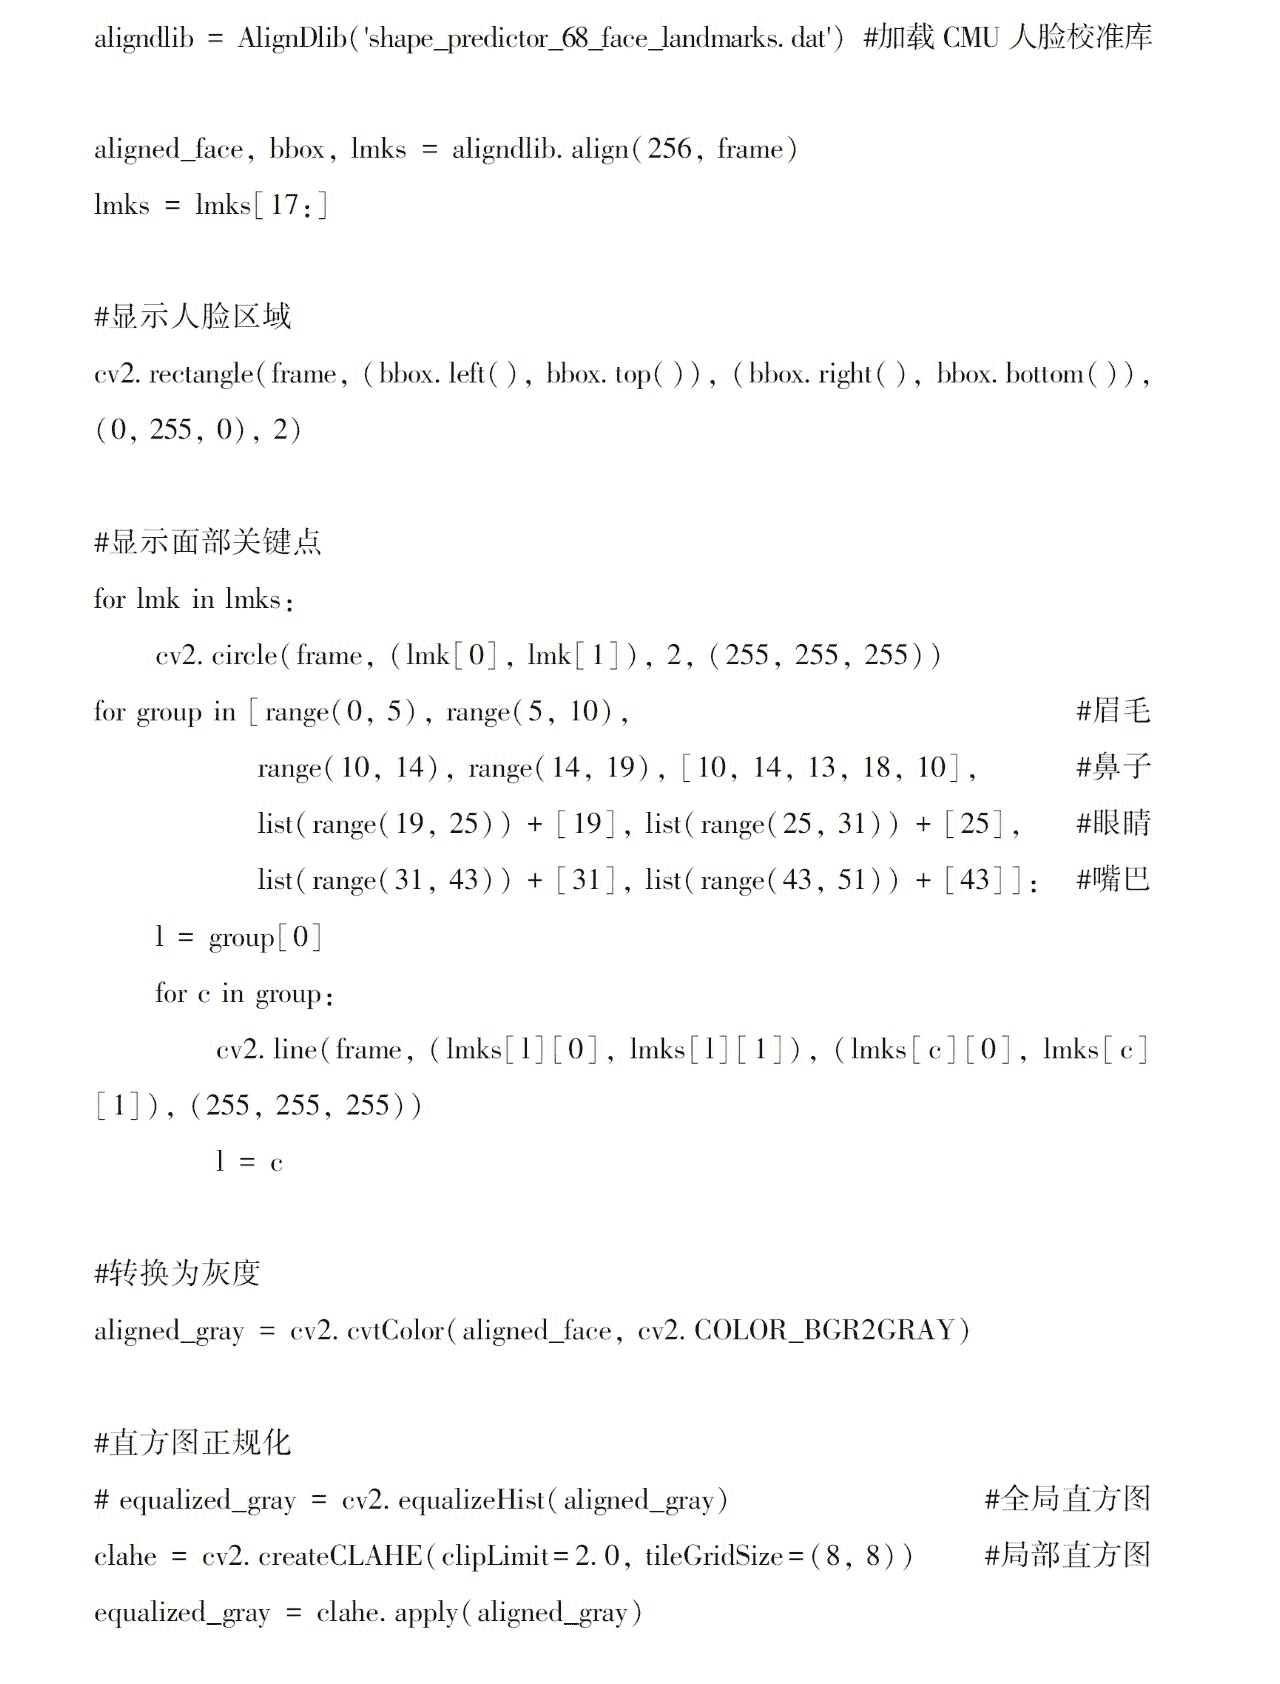 aligndlib = AlignDlib('shape_predictor_68_face_landmarks.dat') #加载 CMU 人脸校准库
aligned_face, bbox, lmks = aligndlib.align(256, frame)
lmks = lmks[17:]
#显示人脸区域
cv2.rectangle(frame, (bbox.left(), bbox.top()), (bbox.right(), bbox.bottom()),
(0, 255, 0), 2)
#显示面部关键点
for lmk in lmks:
    cv2.circle(frame, (lmk[0], lmk[1]), 2, (255, 255, 255))
for group in [range(0, 5), range(5, 10), #眉毛
            range(10, 14), range(14, 19), [10, 14, 13, 18, 10], #鼻子
            list(range(19, 25)) + [19], list(range(25, 31)) + [25], #眼睛
            list(range(31, 43)) + [31], list(range(43, 51)) + [43]]: #嘴巴
    l = group[0]
    for c in group:
        cv2.line(frame, (lmks[l][0], lmks[l][1]), (lmks[c][0], lmks[c]
[1]), (255, 255, 255))
        l = c
#转换为灰度
aligned_gray = cv2.cvtColor(aligned_face, cv2.COLOR_BGR2GRAY)
#直方图正规化
# equalized_gray = cv2.equalizeHist(aligned_gray) #全局直方图
clahe = cv2.createCLAHE(clipLimit=2.0, tileGridSize=(8, 8)) #局部直方图
equalized_gray = clahe.apply(aligned_gray)